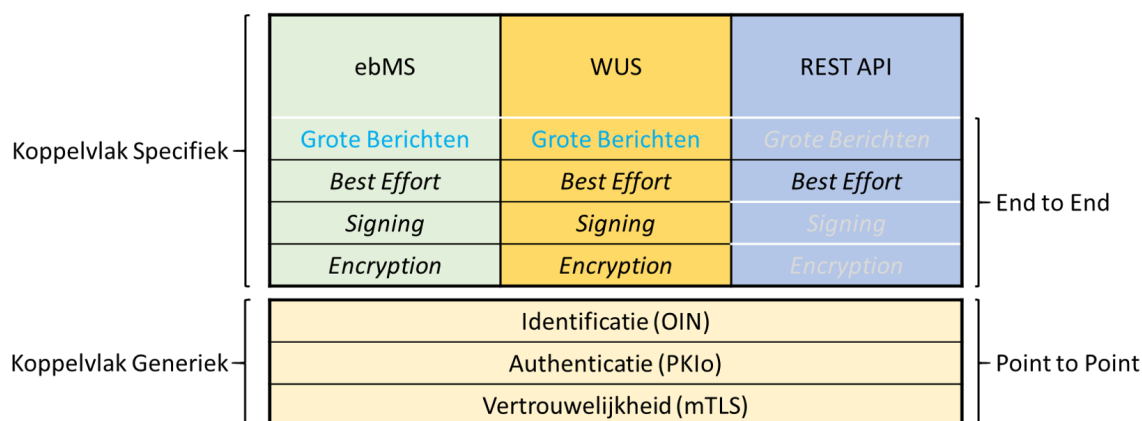 ebMS WUS REST API
Koppelvlak Specifiek
Grote Berichten Grote Berichten Grote Berichten
Best Effort Best Effort Best Effort
End to End
Signing Signing Signing
Encryption Encryption Encryption
Identificatie (OIN)
Koppelvlak Generiek
Authenticatie (PKIo)
Point to Point
Vertrouwelijkheid (mTLS)